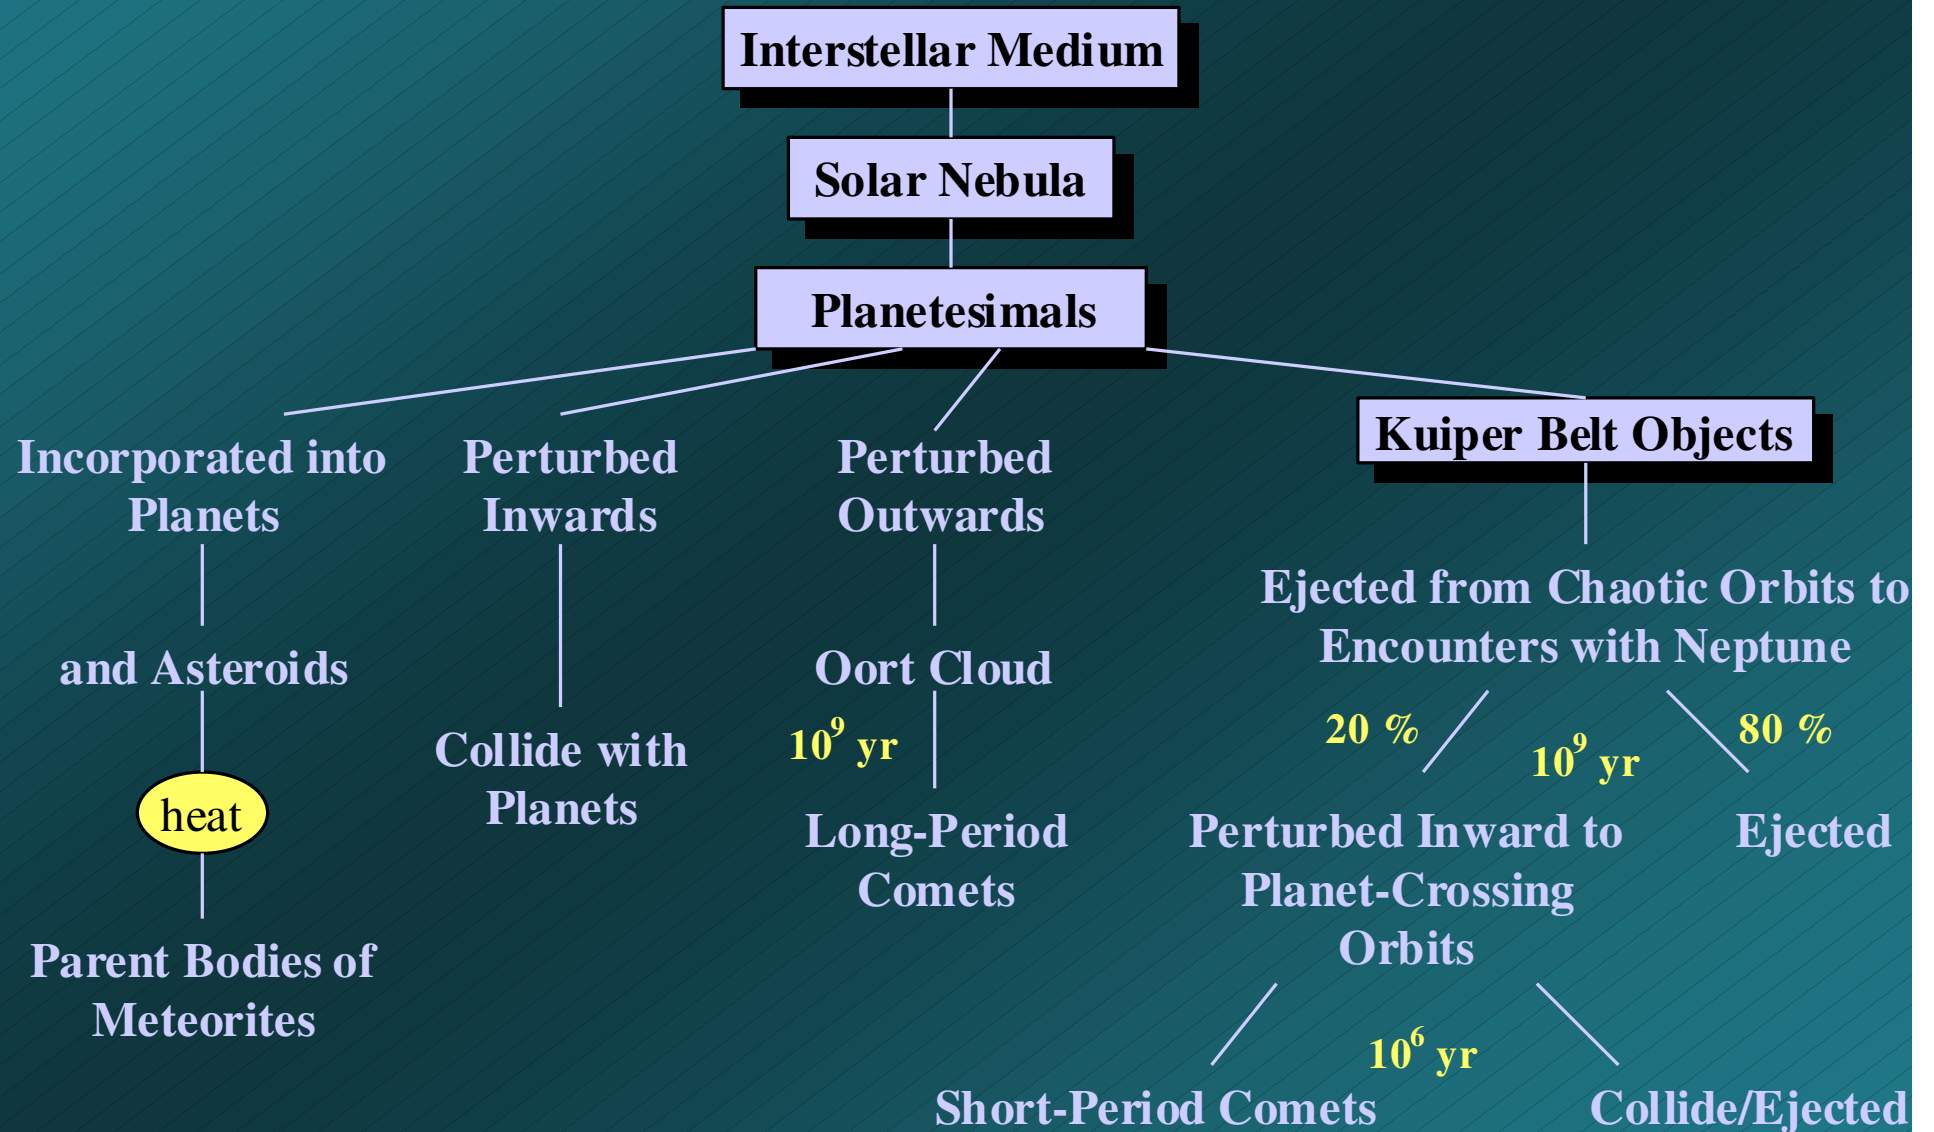 Interstellar Medium
Solar Nebula
Planetesimals
Incorporated into
Planets
and Asteroids
heat
Parent Bodies of
Meteorites
Perturbed
Inwards
Collide with
Planets
Perturbed
Outwards
Oort Cloud
10⁹ yr
Long-Period
Comets
Kuiper Belt Objects
Ejected from Chaotic Orbits to
Encounters with Neptune
20 %
10⁹ yr
80 %
Perturbed Inward to
Planet-Crossing
Orbits
Ejected
10⁶ yr
Short-Period Comets
Collide/Ejected